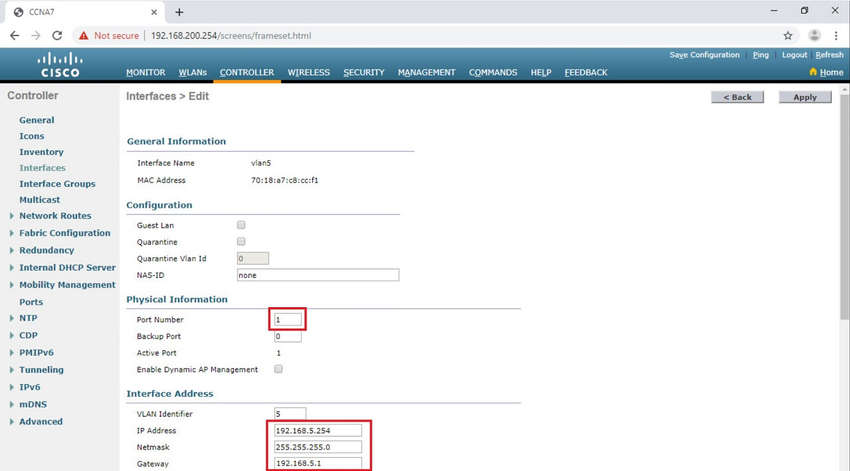 CCNA7
Not secure | 192.168.200.254/screens/frameset.html
Save Configuration | Ping | Logout | Refresh
CISCO
MONITOR WLANs CONTROLLER WIRELESS SECURITY MANAGEMENT COMMANDS HELP FEEDBACK Home
Controller
General
Icons
Inventory
Interfaces
Interface Groups
Multicast
Network Routes
Fabric Configuration
Redundancy
Internal DHCP Server
Mobility Management
Ports
NTP
CDP
PMIPv6
Tunneling
IPv6
mDNS
Advanced
Interfaces > Edit
< Back Apply
General Information
Interface Name vlan5
MAC Address 70:18:a7:c8:cc:f1
Configuration
Guest Lan
Quarantine
Quarantine Vlan Id 0
NAS-ID none
Physical Information
Port Number 1
Backup Port 0
Active Port 1
Enable Dynamic AP Management
Interface Address
VLAN Identifier 5
IP Address 192.168.5.254
Netmask 255.255.255.0
Gateway 192.168.5.1